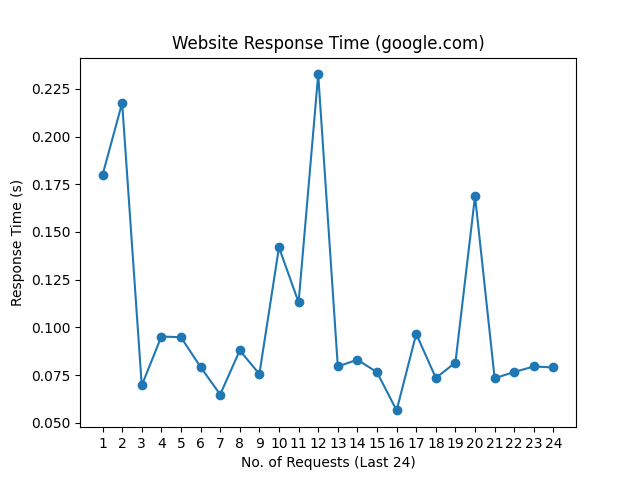 Website Response Time (google.com)
Response Time (s)
0.225
0.200
0.175
0.150
0.125
0.100
0.075
0.050
1 2 3 4 5 6 7 8 9 10 11 12 13 14 15 16 17 18 19 20 21 22 23 24
No. of Requests (Last 24)